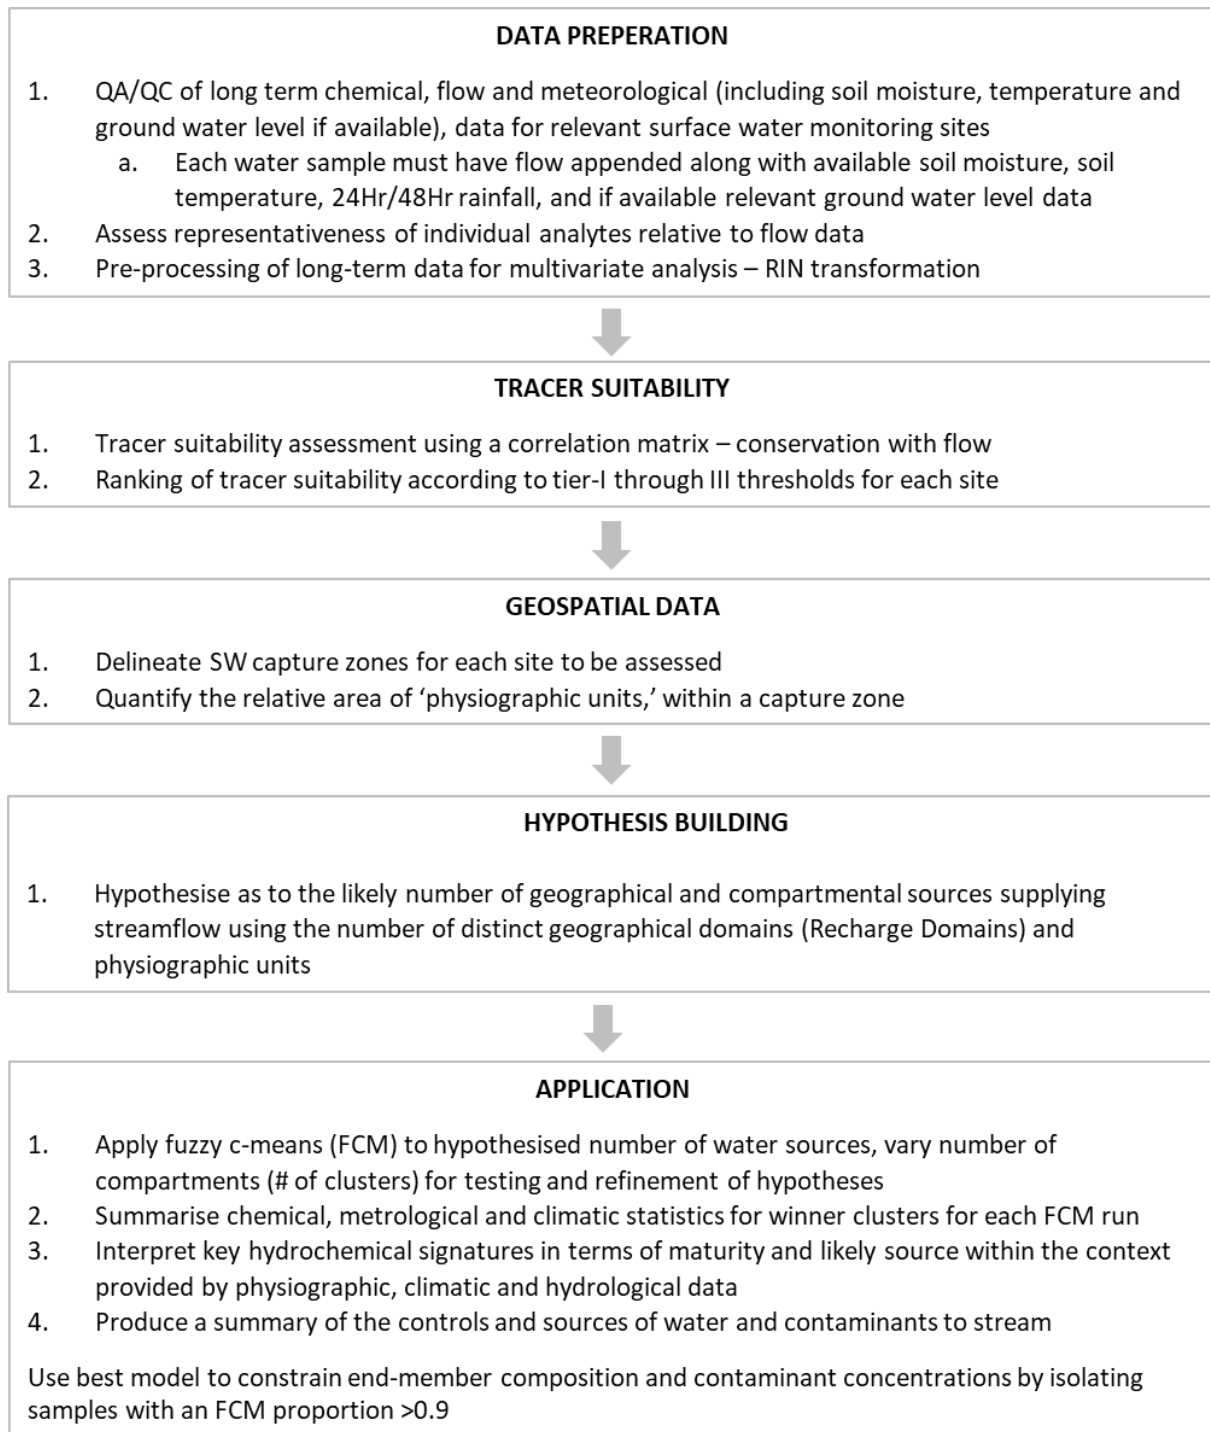 DATA PREPERATION
1. QA/QC of long term chemical, flow and meteorological (including soil moisture, temperature and
ground water level if available), data for relevant surface water monitoring sites
a. Each water sample must have flow appended along with available soil moisture, soil
temperature, 24Hr/48Hr rainfall, and if available relevant ground water level data
2. Assess representativeness of individual analytes relative to flow data
3. Pre-processing of long-term data for multivariate analysis – RIN transformation
TRACER SUITABILITY
1. Tracer suitability assessment using a correlation matrix – conservation with flow
2. Ranking of tracer suitability according to tier-I through III thresholds for each site
GEOSPATIAL DATA
1. Delineate SW capture zones for each site to be assessed
2. Quantify the relative area of ‘physiographic units,’ within a capture zone
HYPOTHESIS BUILDING
1. Hypothesise as to the likely number of geographical and compartmental sources supplying
streamflow using the number of distinct geographical domains (Recharge Domains) and
physiographic units
APPLICATION
1. Apply fuzzy c-means (FCM) to hypothesised number of water sources, vary number of
compartments (# of clusters) for testing and refinement of hypotheses
2. Summarise chemical, metrological and climatic statistics for winner clusters for each FCM run
3. Interpret key hydrochemical signatures in terms of maturity and likely source within the context
provided by physiographic, climatic and hydrological data
4. Produce a summary of the controls and sources of water and contaminants to stream
Use best model to constrain end-member composition and contaminant concentrations by isolating
samples with an FCM proportion >0.9